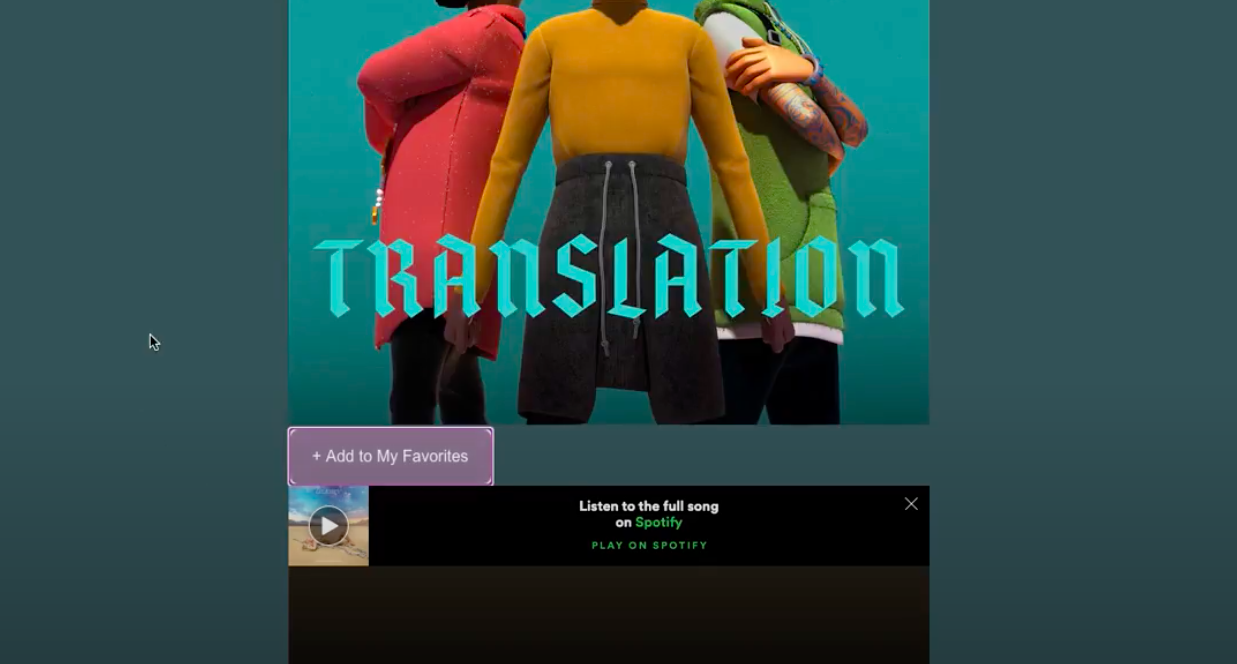 TRANSLATION
+ Add to My Favorites
Listen to the full song
on Spotify
PLAY ON SPOTIFY